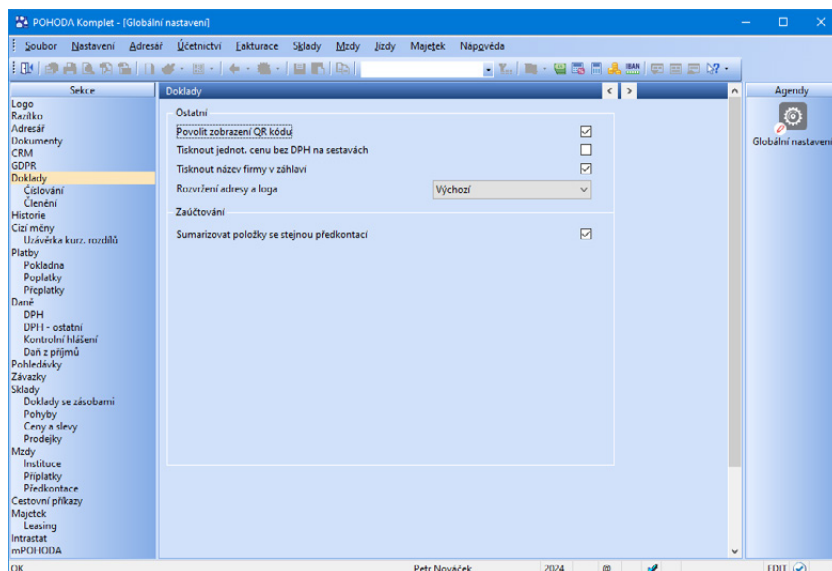 POHODA Komplet - [Globální nastavení]
Soubor Nastavení Adresář Účetnictví Fakturace Sklady Mzdy Jízdy Majetek Nápověda
IBAN
Sekce
Doklady
Agendy
Logo
Razítko
Adresář
Dokumenty
CRM
GDPR
Doklady
Číslování
Členění
Historie
Cizí měny
Uzávěrka kurz. rozdílů
Platby
Pokladna
Poplatky
Přeplatky
Daně
DPH
DPH - ostatní
Kontrolní hlášení
Daň z příjmů
Pohledávky
Závazky
Sklady
Doklady se zásobami
Pohyby
Ceny a slevy
Prodejky
Mzdy
Instituce
Příplatky
Předkontace
Cestovní příkazy
Majetek
Leasing
Intrastat
mPOHODA
Ostatní
Povolit zobrazení QR kódu
Tisknout jednot. cenu bez DPH na sestavách
Tisknout název firmy v záhlaví
Rozvržení adresy a loga Výchozí
Zaúčtování
Sumarizovat položky se stejnou předkontací
Globální nastavení
OK Petr Nováček 2024 @ EDIT